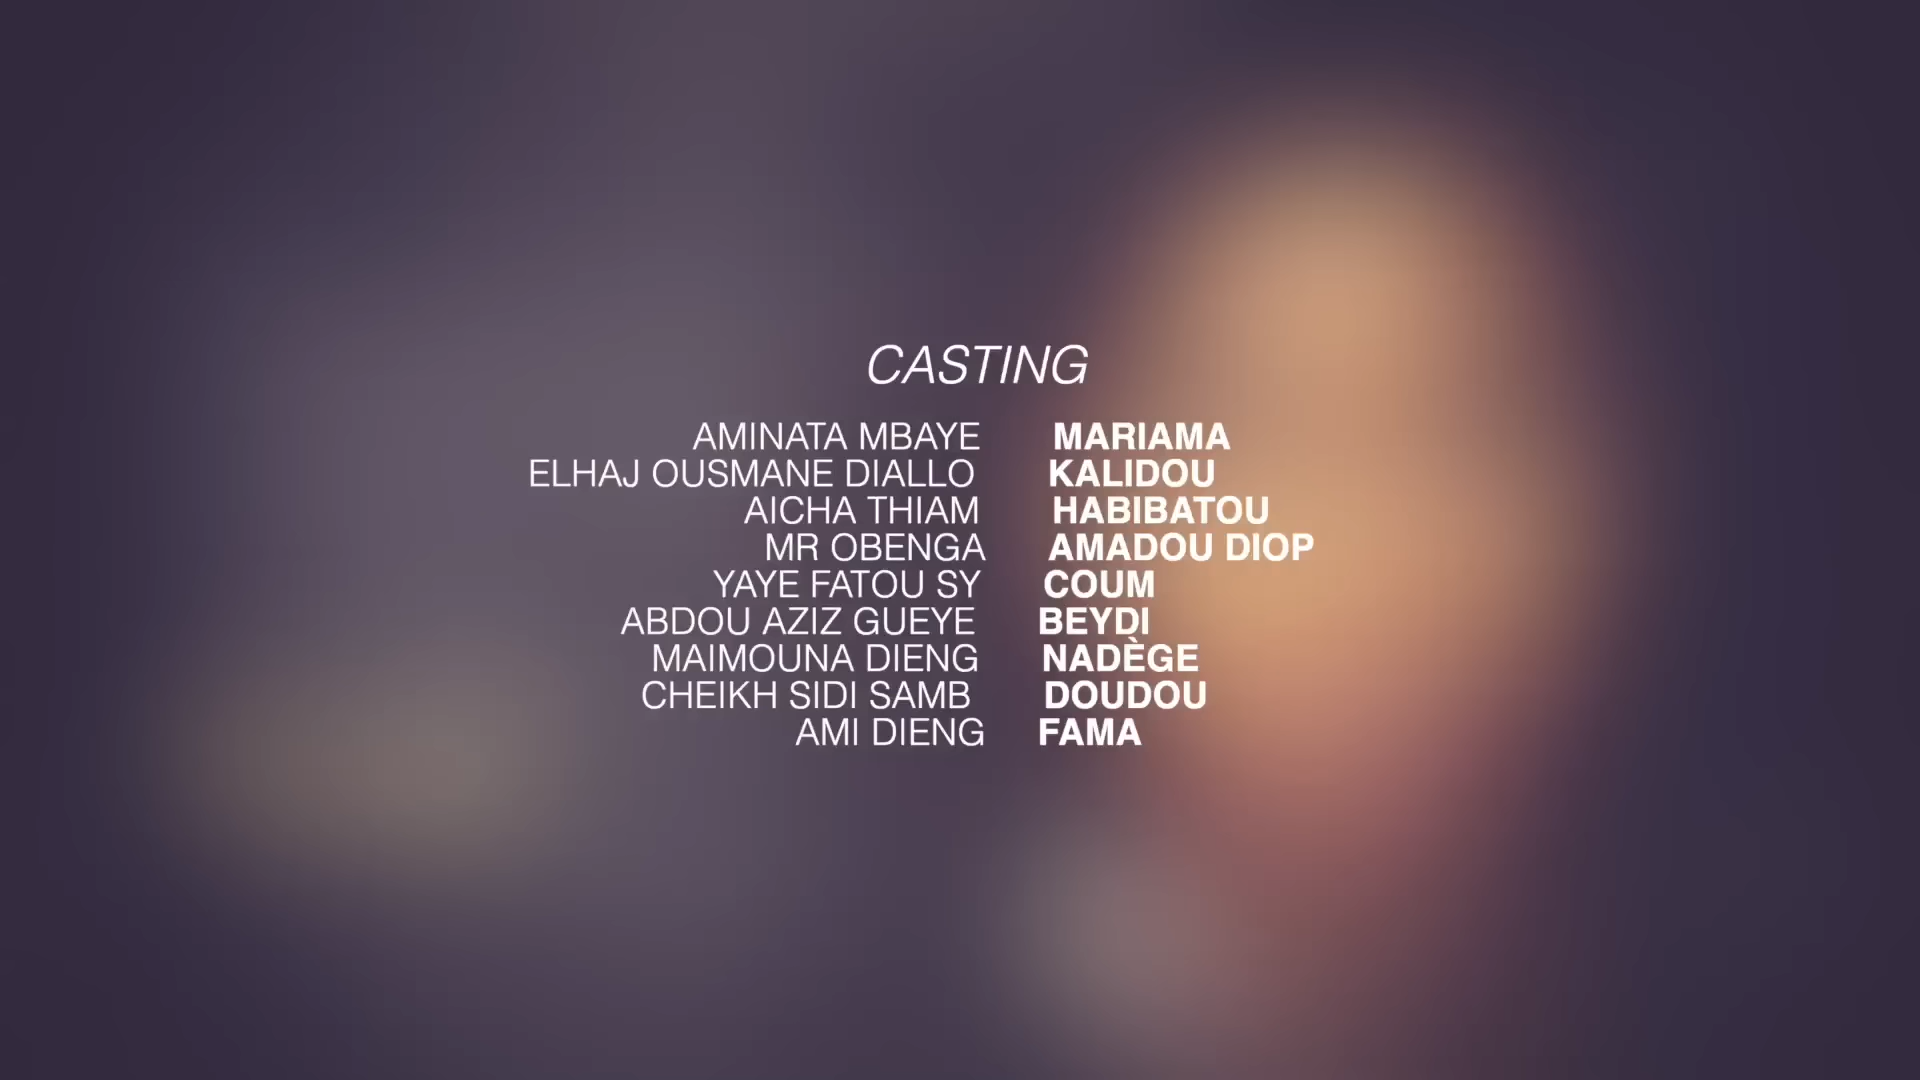 CASTING
AMINATA MBAYE MARIAMA
ELHAJ OUSMANE DIALLO KALIDOU
AICHA THIAM HABIBATOU
MR OBENGA AMADOU DIOP
YAYE FATOU SY COUM
ABDOU AZIZ GUEYE BEYDI
MAIMOUNA DIENG NADÈGE
CHEIKH SIDI SAMB DOUDOU
AMI DIENG FAMA